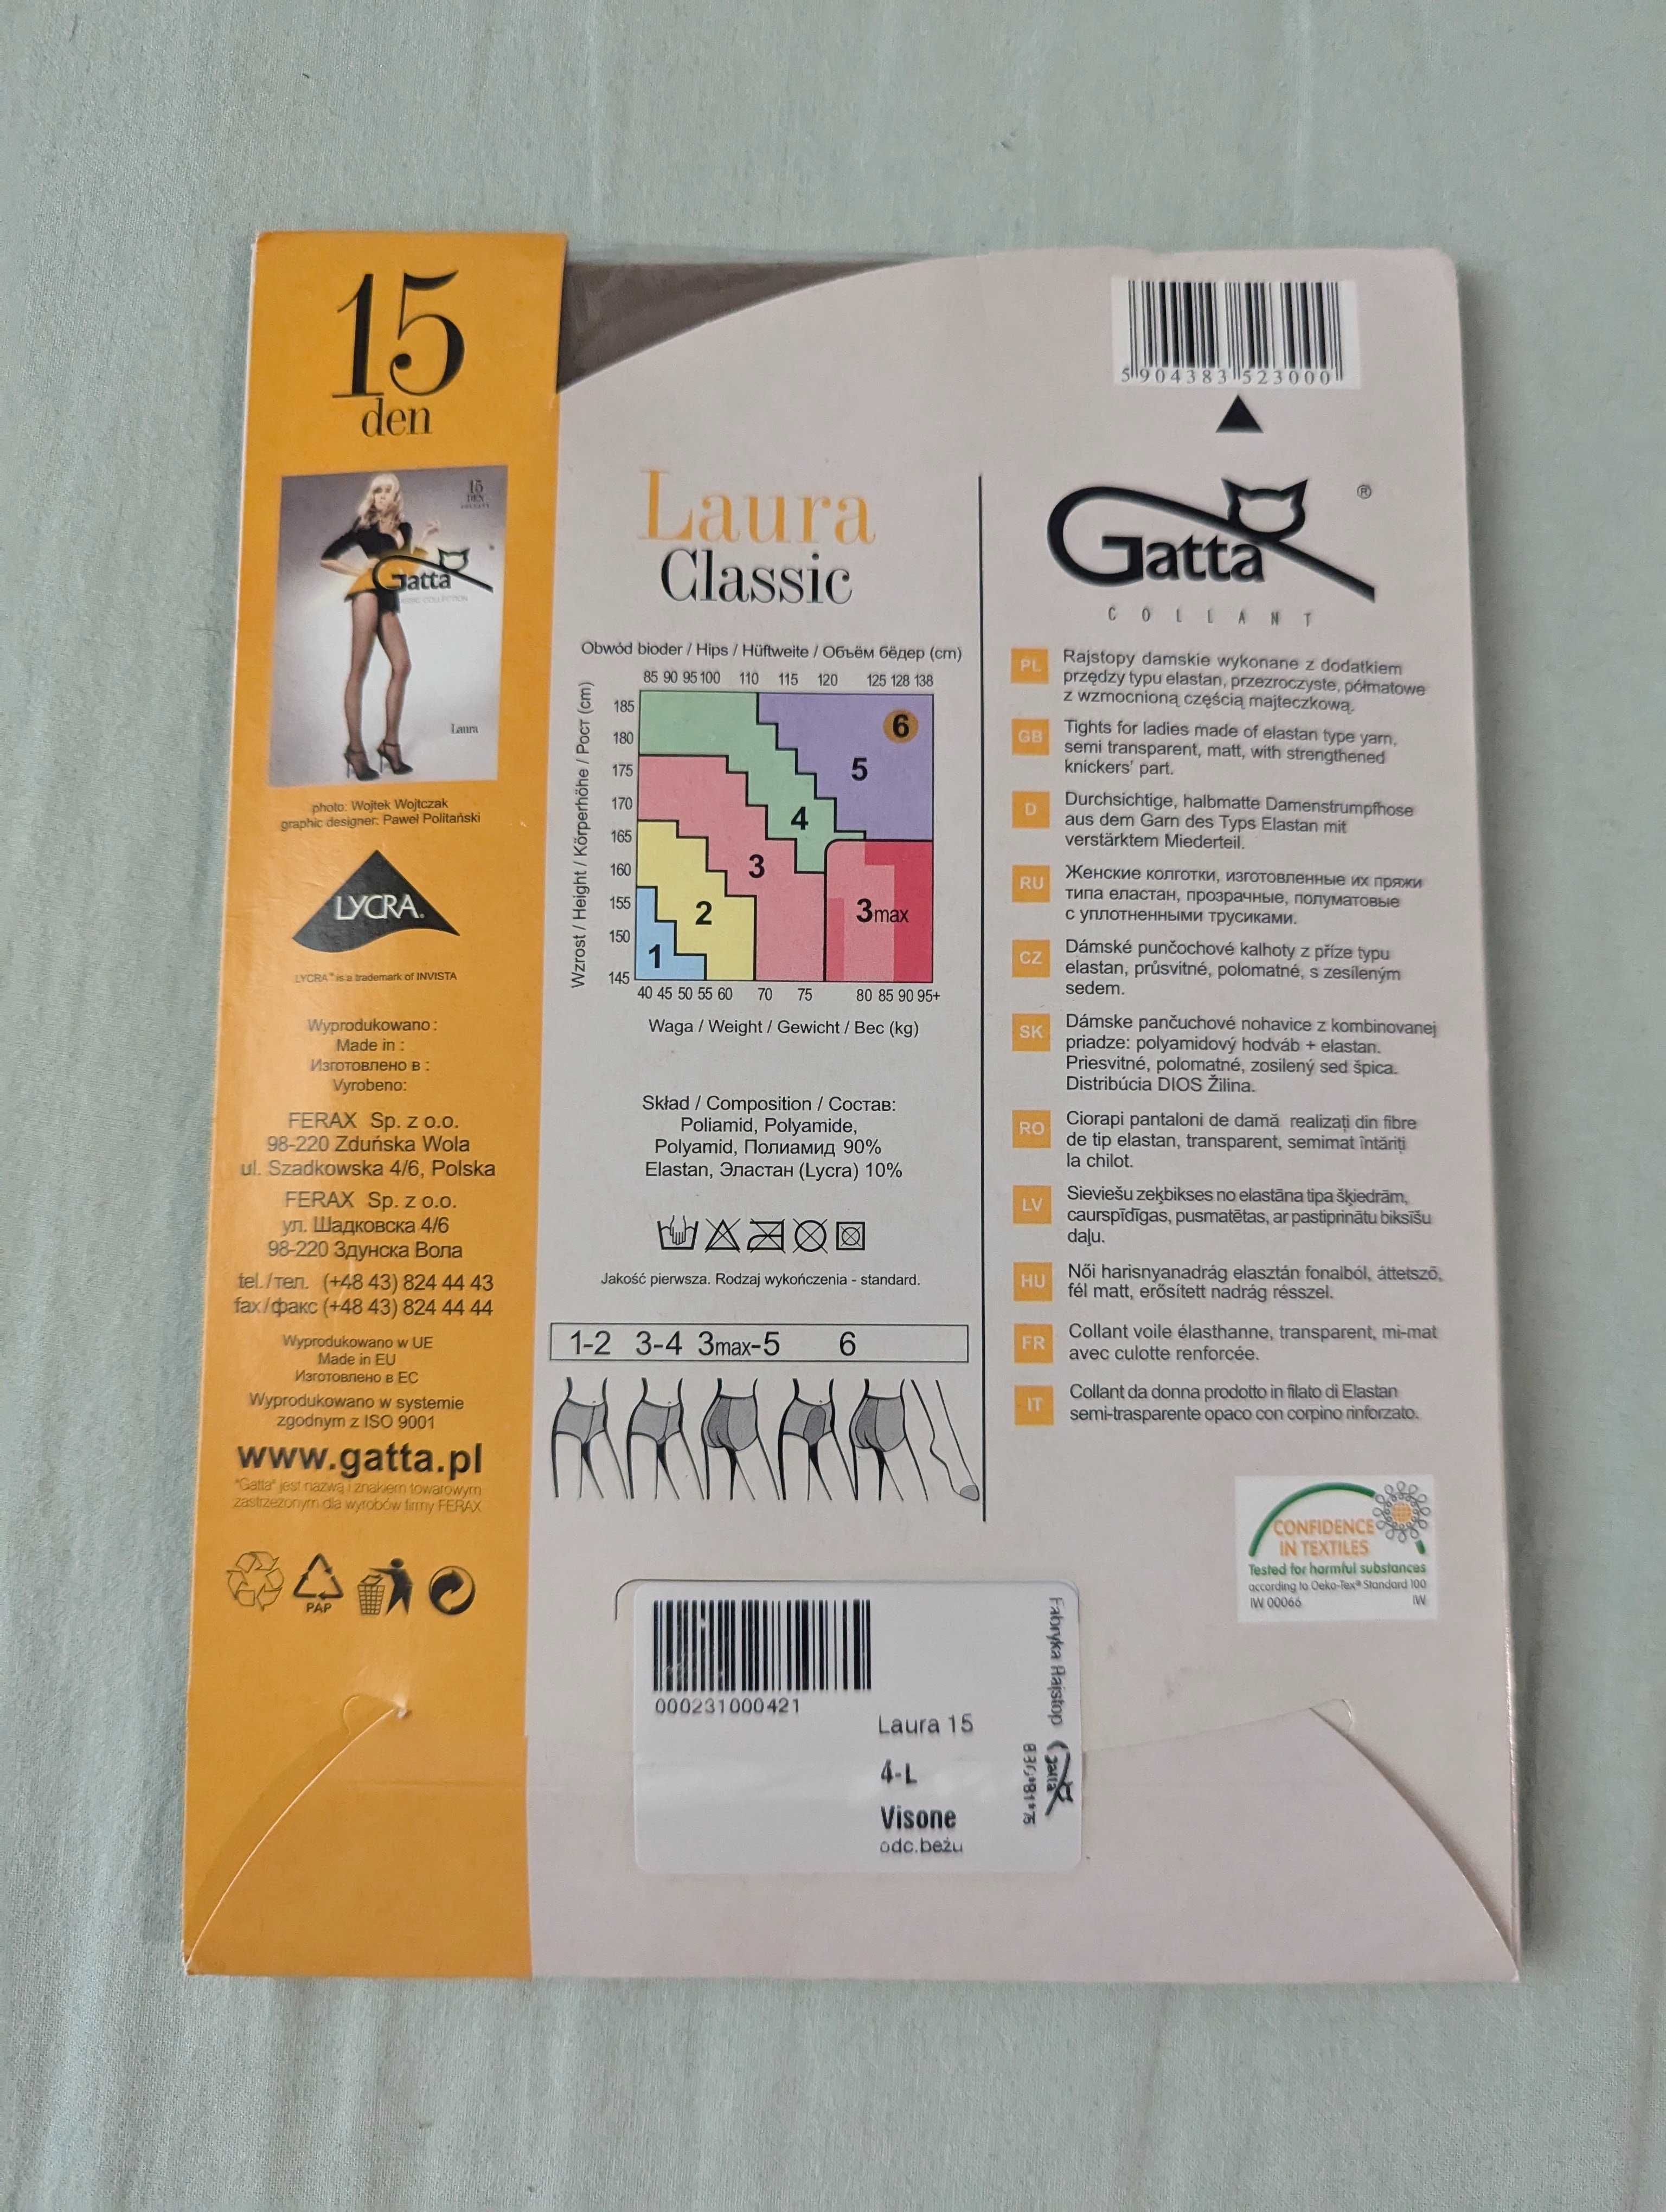 15
den
15
DEN
Gatta
Laura
photo: Wojtek Wojtczak
graphic designer: Paweł Politański
LYCRA®
LYCRA® is a trademark of INVISTA
Wyprodukowano :
Made in :
Изготовлено в :
Vyrobeno:
FERAX Sp. z o.o.
98-220 Zduńska Wola
ul. Szadkowska 4/6, Polska
FERAX Sp. z o.o.
ул. Шадковска 4/6
98-220 Здунска Вола
tel./тел. (+48 43) 824 44 43
fax/факс (+48 43) 824 44 44
Wyprodukowano w UE
Made in EU
Изготовлено в ЕС
Wyprodukowano w systemie
zgodnym z ISO 9001
www.gatta.pl
"Gatta" jest nazwą i znakiem towarowym
zastrzeżonym dla wyrobów firmy FERAX
PAP
Laura
Classic
Obwód bioder / Hips / Hüftweite / Объём бёдер (cm)
85 90 95 100 110 115 120 125 128 138
Wzrost / Height / Körperhöhe / Рост (cm)
185
180
175
170
165
160
155
150
145
6
5
4
3
3max
2
1
40 45 50 55 60 70 75 80 85 90 95+
Waga / Weight / Gewicht / Вес (kg)
Skład / Composition / Состав:
Poliamid, Polyamide,
Polyamid, Полиамид 90%
Elastan, Эластан (Lycra) 10%
Jakość pierwsza. Rodzaj wykończenia - standard.
1-2 3-4 3max-5 6
5904383523000
Gatta®
COLLANT
PL Rajstopy damskie wykonane z dodatkiem
przędzy typu elastan, przezroczyste, półmatowe
z wzmocnioną częścią majteczkową.
GB Tights for ladies made of elastan type yarn,
semi transparent, matt, with strengthened
knickers' part.
D Durchsichtige, halbmatte Damenstrumpfhose
aus dem Garn des Typs Elastan mit
verstärktem Miederteil.
RU Женские колготки, изготовленные их пряжи
типа еластан, прозрачные, полуматовые
с уплотненными трусиками.
CZ Dámské punčochové kalhoty z příze typu
elastan, průsvitné, polomatné, s zesíleným
sedem.
SK Dámske pančuchové nohavice z kombinovanej
priadze: polyamidový hodváb + elastan.
Priesvitné, polomatné, zosilený sed špica.
Distribúcia DIOS Žilina.
RO Ciorapi pantaloni de damă realizați din fibre
de tip elastan, transparent, semimat întăriți
la chilot.
LV Sieviešu zeķbikses no elastāna tipa šķiedrām,
caurspīdīgas, pusmatētas, ar pastiprinātu biksīšu
daļu.
HU Női harisnyanadrág elasztán fonalból, áttetsző,
fél matt, erősített nadrág résszel.
FR Collant voile élasthanne, transparent, mi-mat
avec culotte renforcée.
IT Collant da donna prodotto in filato di Elastan
semi-trasparente opaco con corpino rinforzato.
CONFIDENCE
IN TEXTILES
Tested for harmful substances
according to Oeko-Tex® Standard 100
IW 00066 IW
000231000421
Laura 15
4-L
Visone
odc.beżu
Fabryka Rajstop
Gatta